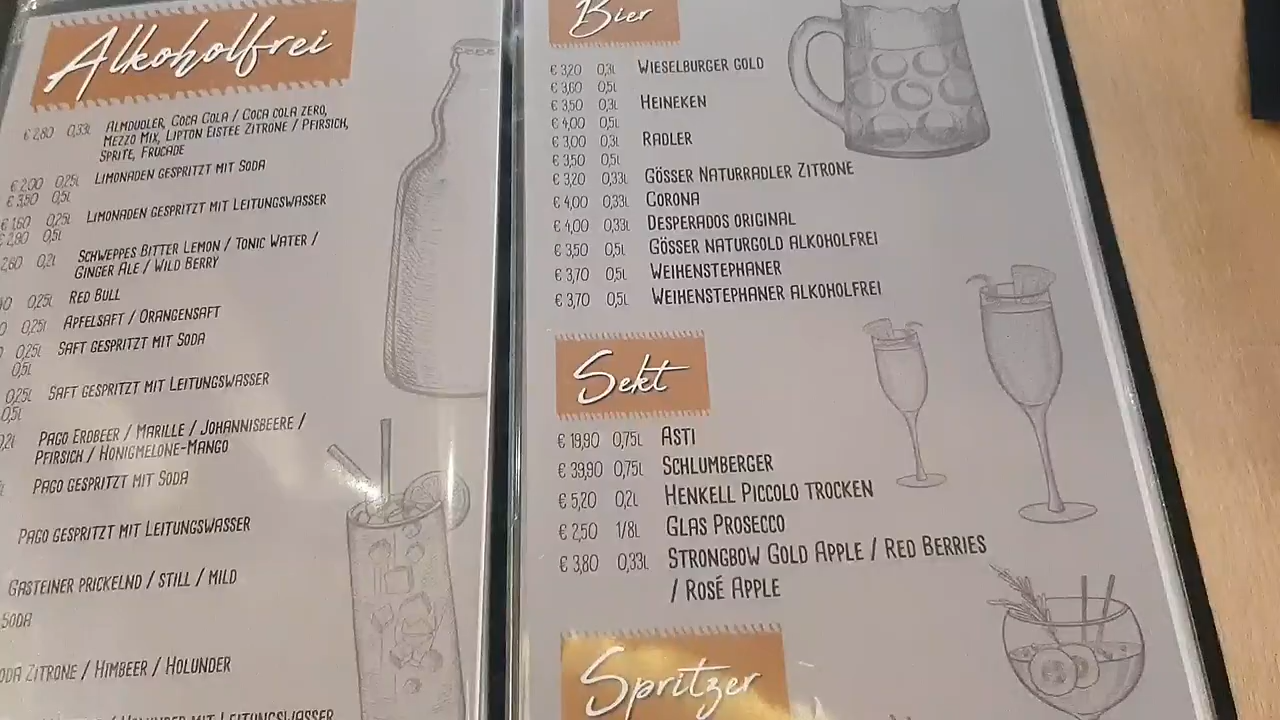 Alkoholfrei
€ 2,80 0,33L Almdudler, Coca Cola / Coca cola zero,
Mezzo Mix, Lipton Eistee Zitrone / Pfirsich,
Sprite, Frucade
€ 2,00 0,25L Limonaden gespritzt mit Soda
€ 3,50 0,5L
€ 1,60 0,25L Limonaden gespritzt mit Leitungswasser
€ 2,80 0,5L
2,80 0,2L Schweppes Bitter Lemon / Tonic Water /
Ginger Ale / Wild Berry
0,25L Red Bull
0,25L Apfelsaft / Orangensaft
0,25L Saft gespritzt mit Soda
0,5L
0,25L Saft gespritzt mit Leitungswasser
0,5L
0,2L Pago Erdbeer / Marille / Johannisbeere /
Pfirsich / Honigmelone-Mango
Pago gespritzt mit Soda
Pago gespritzt mit Leitungswasser
Gasteiner prickelnd / still / mild
Soda
Zitrone / Himbeer / Holunder
/ Holunder mit Leitungswasser
Bier
€ 3,20 0,3L Wieselburger Gold
€ 3,60 0,5L
€ 3,50 0,3L Heineken
€ 4,00 0,5L
€ 3,00 0,3L Radler
€ 3,50 0,5L
€ 3,20 0,33L Gösser Naturradler Zitrone
€ 4,00 0,33L Corona
€ 4,00 0,33L Desperados original
€ 3,50 0,5L Gösser naturgold alkoholfrei
€ 3,70 0,5L Weihenstephaner
€ 3,70 0,5L Weihenstephaner alkoholfrei
Sekt
€ 19,90 0,75L Asti
€ 39,90 0,75L Schlumberger
€ 5,20 0,2L Henkell Piccolo trocken
€ 2,50 1/8L Glas Prosecco
€ 3,80 0,33L Strongbow Gold Apple / Red Berries
/ Rosé Apple
Spritzer